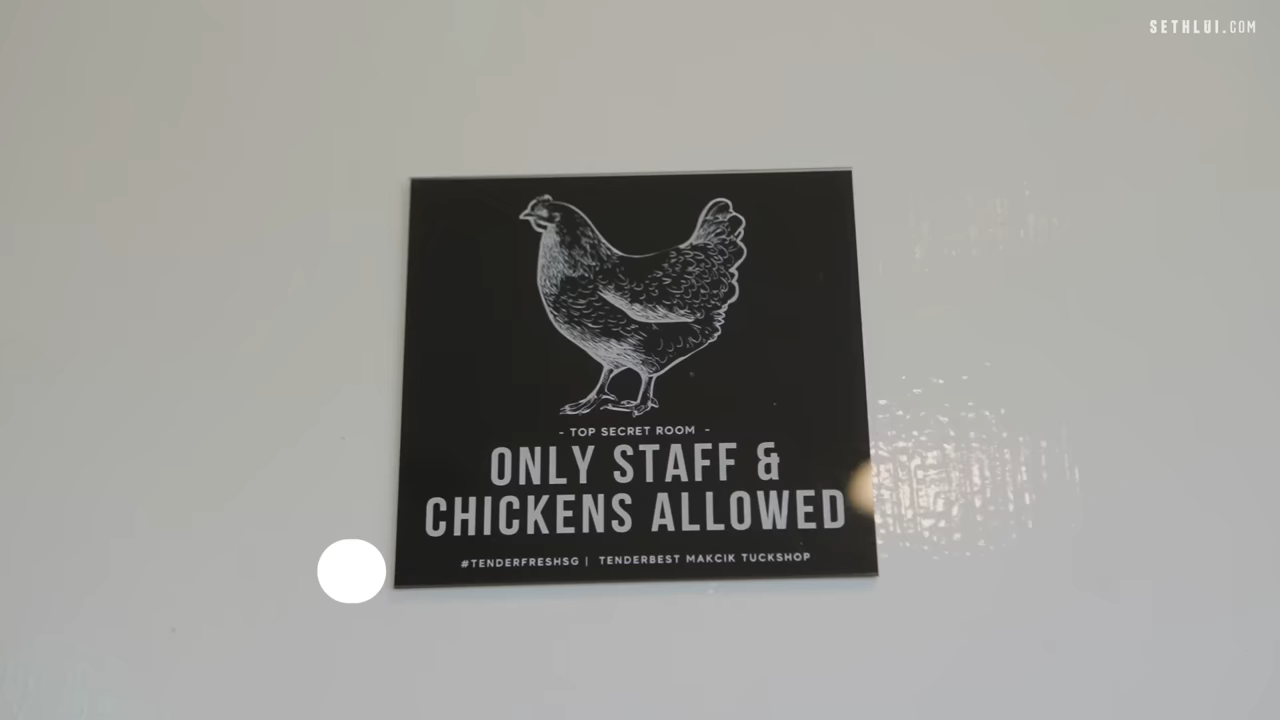 SETHLUI.COM
- TOP SECRET ROOM -
ONLY STAFF &
CHICKENS ALLOWED
#TENDERFRESHSG | TENDERBEST MAKCIK TUCKSHOP